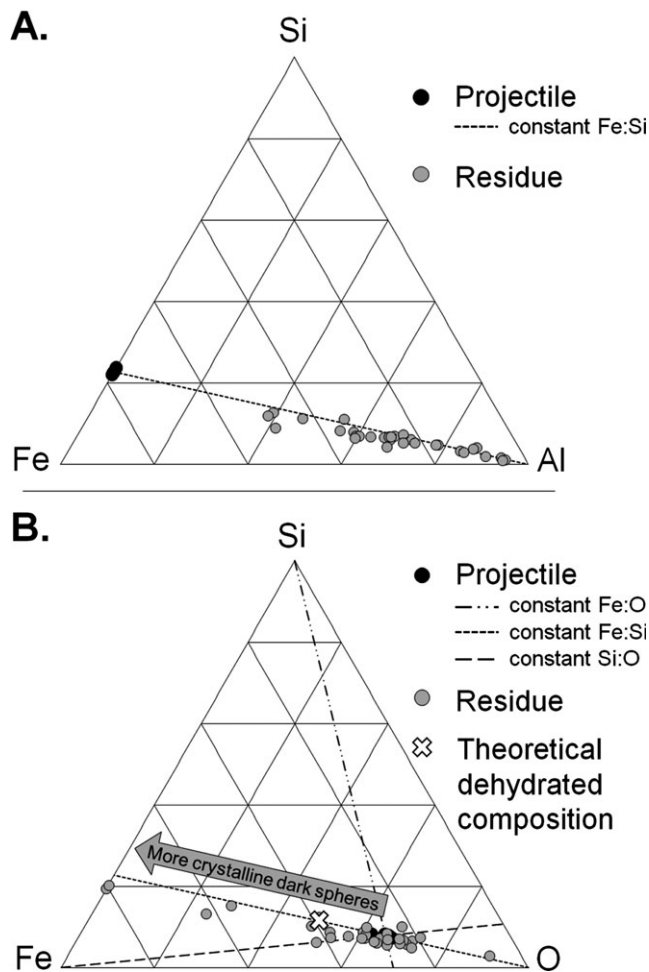 A.
Si
Projectile
constant Fe:Si
Residue
Fe
Al
B.
Si
Projectile
constant Fe:O
constant Fe:Si
constant Si:O
Residue
Theoretical
dehydrated
composition
More crystalline dark spheres
Fe
O